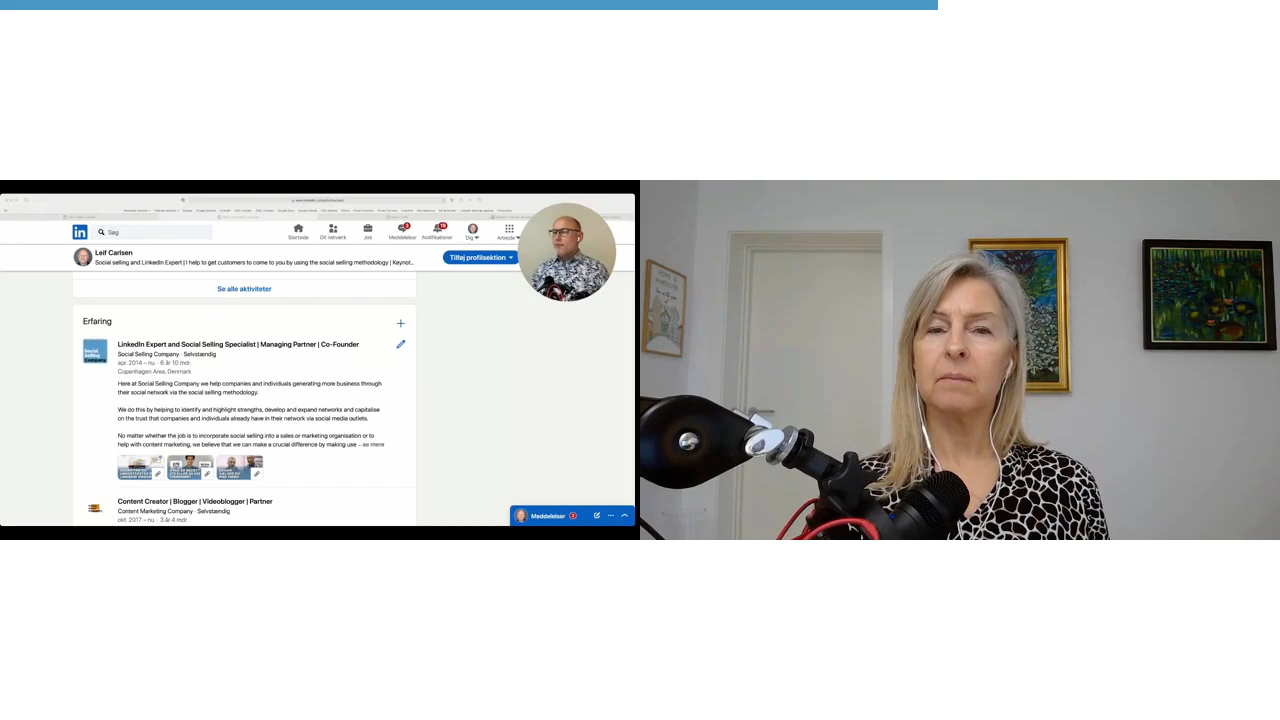 Søg
Startside
Dit netværk
Job
Meddelelser
Notifikationer
Dig
Arbejde
Leif Carlsen
Social selling and LinkedIn Expert | I help to get customers to come to you by using the social selling methodology | Keynot...
Tilføj profilsektion
Se alle aktiviteter
Erfaring
LinkedIn Expert and Social Selling Specialist | Managing Partner | Co-Founder
Social Selling Company
Social Selling Company · Selvstændig
apr. 2014 – nu · 6 år 10 mdr.
Copenhagen Area, Denmark
Here at Social Selling Company we help companies and individuals generating more business through
their social network via the social selling methodology.
We do this by helping to identify and highlight strengths, develop and expand networks and capitalise
on the trust that companies and individuals already have in their network via social media outlets.
No matter whether the job is to incorporate social selling into a sales or marketing organisation or to
help with content marketing, we believe that we can make a crucial difference by making use ... se mere
Content Creator | Blogger | Videoblogger | Partner
Content Marketing Company · Selvstændig
okt. 2017 – nu · 3 år 4 mdr.
Meddelelser